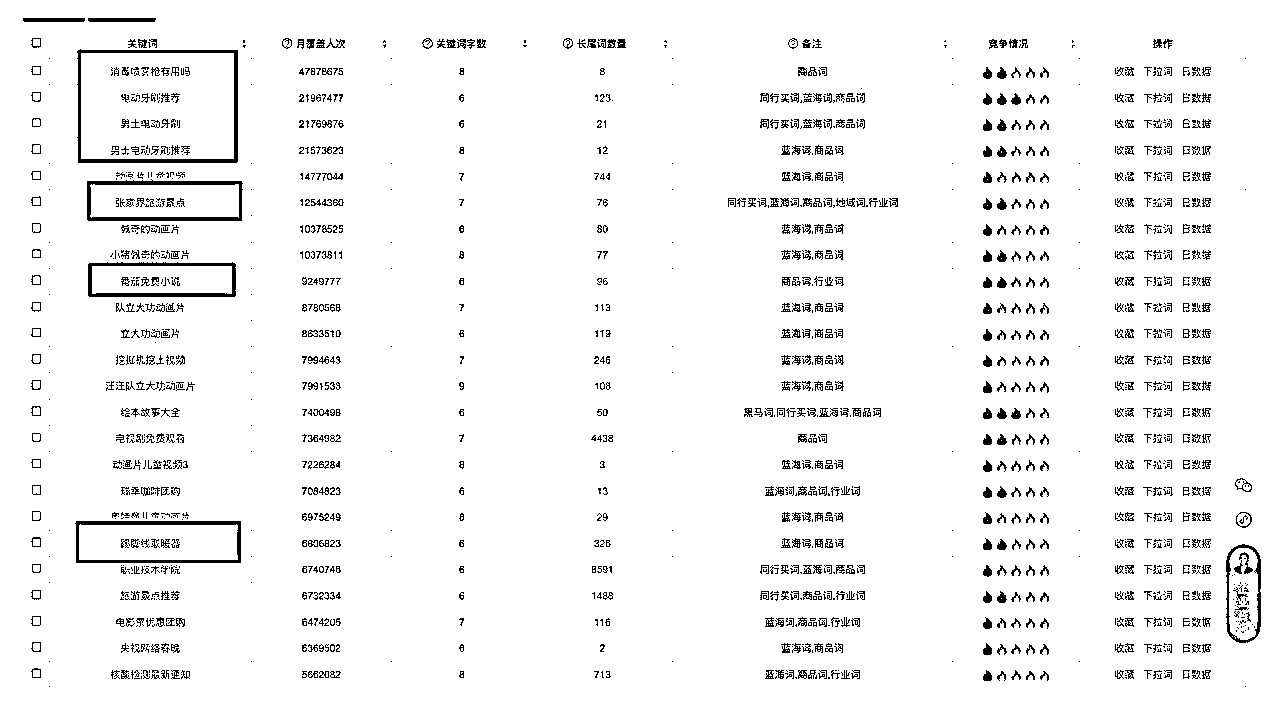 关键词 月覆盖人次 关键词字数 长尾词数量 备注 竞争情况 操作
消毒喷雾枪有用吗 47878675 8 8 商品词 收藏 下拉词 日数据
电动牙刷推荐 21967477 6 123 同行买词,蓝海词,商品词 收藏 下拉词 日数据
男士电动牙刷 21769876 6 21 同行买词,蓝海词,商品词 收藏 下拉词 日数据
男士电动牙刷推荐 21573623 8 12 蓝海词,商品词 收藏 下拉词 日数据
动画片儿童视频 14777044 7 744 蓝海词,商品词 收藏 下拉词 日数据
张家界旅游景点 12544360 7 76 同行买词,蓝海词,商品词,地域词,行业词 收藏 下拉词 日数据
佩奇的动画片 10378525 6 80 蓝海词,商品词 收藏 下拉词 日数据
小猪佩奇的动画片 10373811 8 77 蓝海词,商品词 收藏 下拉词 日数据
番茄免费小说 9249777 6 96 商品词,行业词 收藏 下拉词 日数据
队立大功动画片 8780568 7 113 蓝海词,商品词 收藏 下拉词 日数据
立大功动画片 8633510 6 113 蓝海词,商品词 收藏 下拉词 日数据
挖掘机挖土视频 7994643 7 246 蓝海词,商品词 收藏 下拉词 日数据
汪汪队立大功动画片 7991533 9 108 蓝海词,商品词 收藏 下拉词 日数据
绘本故事大全 7400498 6 50 黑马词,同行买词,蓝海词,商品词 收藏 下拉词 日数据
电视剧免费观看 7364982 7 4438 商品词 收藏 下拉词 日数据
动画片儿童视频3 7226284 8 3 蓝海词,商品词 收藏 下拉词 日数据
瑞幸咖啡团购 7084823 6 13 蓝海词,商品词,行业词 收藏 下拉词 日数据
奥特曼儿童动画片 6975249 8 29 蓝海词,商品词 收藏 下拉词 日数据
踢脚线取暖器 6806823 6 326 蓝海词,商品词 收藏 下拉词 日数据
职业技术学院 6740746 6 8591 同行买词,蓝海词,商品词 收藏 下拉词 日数据
旅游景点推荐 6732334 6 1488 同行买词,商品词,行业词 收藏 下拉词 日数据
电影票优惠团购 6474205 7 116 蓝海词,商品词,行业词 收藏 下拉词 日数据
央视网络春晚 6369502 6 2 蓝海词,商品词 收藏 下拉词 日数据
核酸检测最新通知 5662082 8 713 蓝海词,商品词,行业词 收藏 下拉词 日数据